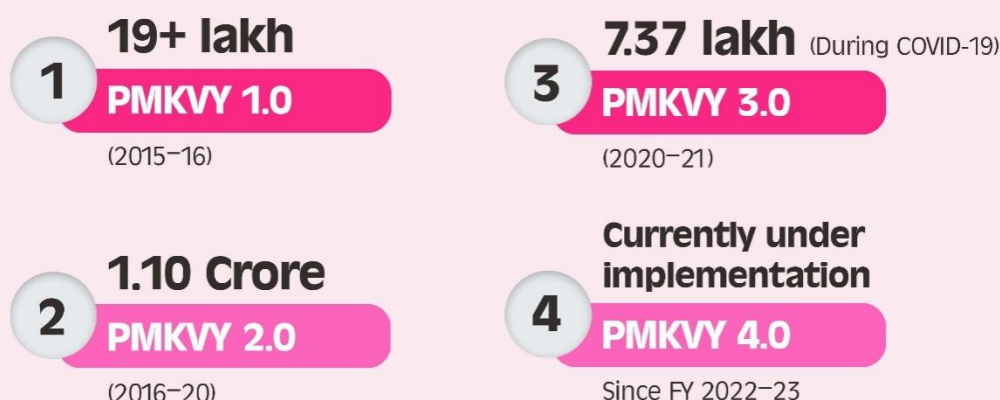 1
19+ lakh
PMKVY 1.0
(2015–16)
2
1.10 Crore
PMKVY 2.0
(2016–20)
3
7.37 lakh (During COVID-19)
PMKVY 3.0
(2020–21)
4
Currently under
implementation
PMKVY 4.0
Since FY 2022–23